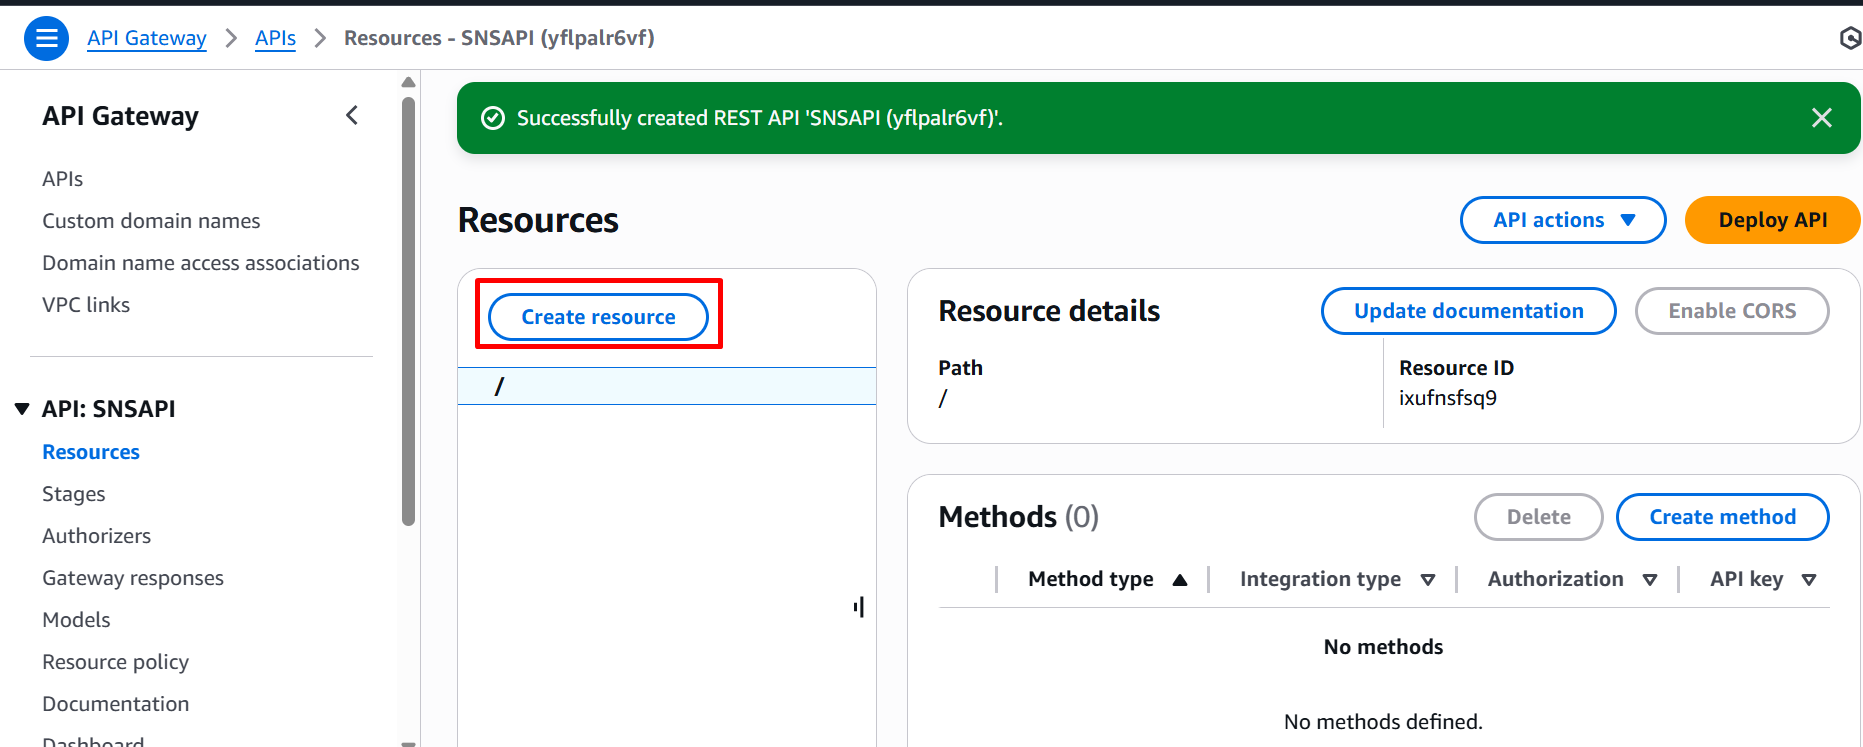 API Gateway > APIs > Resources - SNSAPI (yflpalr6vf)
API Gateway
APIs
Custom domain names
Domain name access associations
VPC links
API: SNSAPI
Resources
Stages
Authorizers
Gateway responses
Models
Resource policy
Documentation
Dashboard
Successfully created REST API 'SNSAPI (yflpalr6vf)'.
Resources
API actions
Deploy API
Create resource
/
Resource details
Update documentation
Enable CORS
Path
/
Resource ID
ixufnsfsq9
Methods (0)
Delete
Create method
Method type
Integration type
Authorization
API key
No methods
No methods defined.